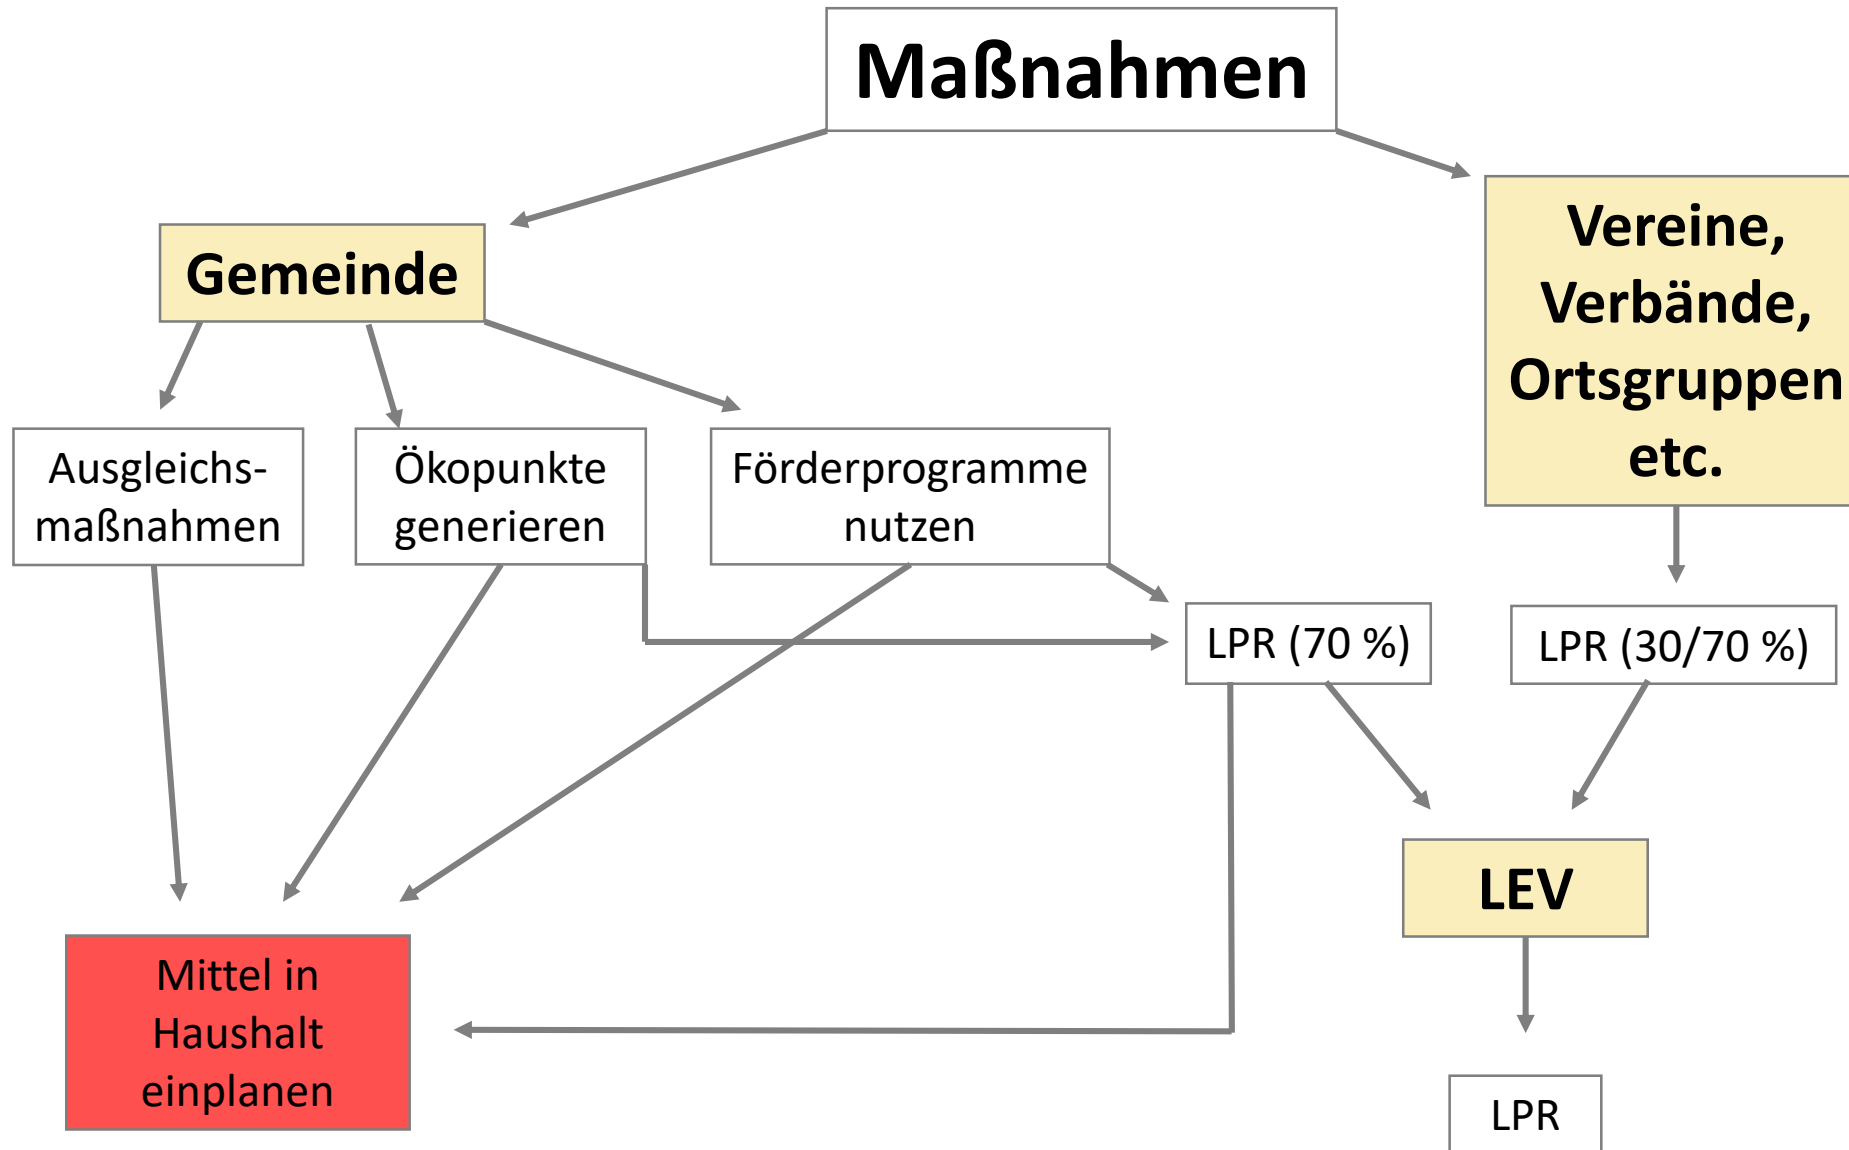 Maßnahmen
Gemeinde
Vereine,
Verbände,
Ortsgruppen
etc.
Ausgleichs-
maßnahmen
Ökopunkte
generieren
Förderprogramme
nutzen
LPR (70 %)
LPR (30/70 %)
LEV
Mittel in
Haushalt
einplanen
LPR